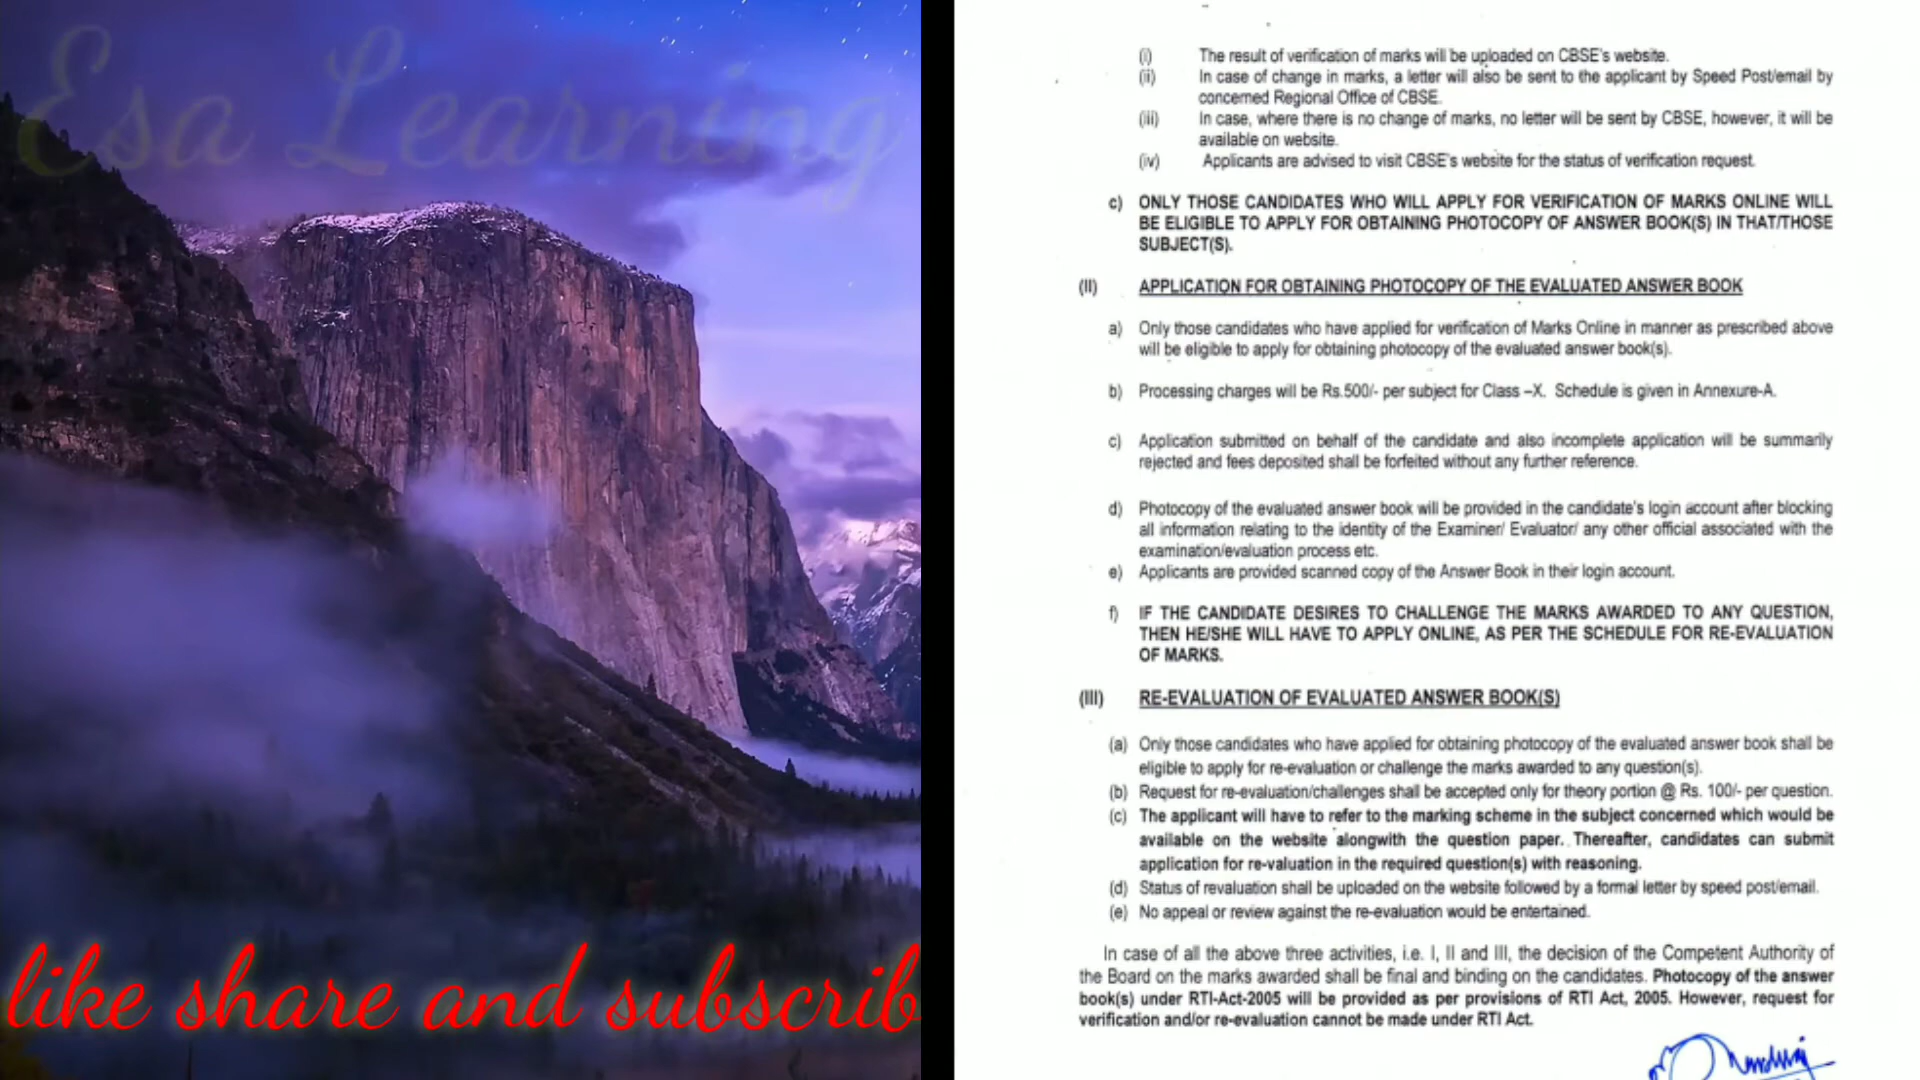 Esa Learning
like share and subscrib
(i) The result of verification of marks will be uploaded on CBSE's website.
(ii) In case of change in marks, a letter will also be sent to the applicant by Speed Post/email by
concerned Regional Office of CBSE.
(iii) In case, where there is no change of marks, no letter will be sent by CBSE, however, it will be
available on website.
(iv) Applicants are advised to visit CBSE's website for the status of verification request.
c) ONLY THOSE CANDIDATES WHO WILL APPLY FOR VERIFICATION OF MARKS ONLINE WILL
BE ELIGIBLE TO APPLY FOR OBTAINING PHOTOCOPY OF ANSWER BOOK(S) IN THAT/THOSE
SUBJECT(S).
(II) APPLICATION FOR OBTAINING PHOTOCOPY OF THE EVALUATED ANSWER BOOK
a) Only those candidates who have applied for verification of Marks Online in manner as prescribed above
will be eligible to apply for obtaining photocopy of the evaluated answer book(s).
b) Processing charges will be Rs.500/- per subject for Class –X. Schedule is given in Annexure-A.
c) Application submitted on behalf of the candidate and also incomplete application will be summarily
rejected and fees deposited shall be forfeited without any further reference.
d) Photocopy of the evaluated answer book will be provided in the candidate's login account after blocking
all information relating to the identity of the Examiner/ Evaluator/ any other official associated with the
examination/evaluation process etc.
e) Applicants are provided scanned copy of the Answer Book in their login account.
f) IF THE CANDIDATE DESIRES TO CHALLENGE THE MARKS AWARDED TO ANY QUESTION,
THEN HE/SHE WILL HAVE TO APPLY ONLINE, AS PER THE SCHEDULE FOR RE-EVALUATION
OF MARKS.
(III) RE-EVALUATION OF EVALUATED ANSWER BOOK(S)
(a) Only those candidates who have applied for obtaining photocopy of the evaluated answer book shall be
eligible to apply for re-evaluation or challenge the marks awarded to any question(s).
(b) Request for re-evaluation/challenges shall be accepted only for theory portion @ Rs. 100/- per question.
(c) The applicant will have to refer to the marking scheme in the subject concerned which would be
available on the website alongwith the question paper. Thereafter, candidates can submit
application for re-valuation in the required question(s) with reasoning.
(d) Status of revaluation shall be uploaded on the website followed by a formal letter by speed post/email.
(e) No appeal or review against the re-evaluation would be entertained.
In case of all the above three activities, i.e. I, II and III, the decision of the Competent Authority of
the Board on the marks awarded shall be final and binding on the candidates. Photocopy of the answer
book(s) under RTI-Act-2005 will be provided as per provisions of RTI Act, 2005. However, request for
verification and/or re-evaluation cannot be made under RTI Act.